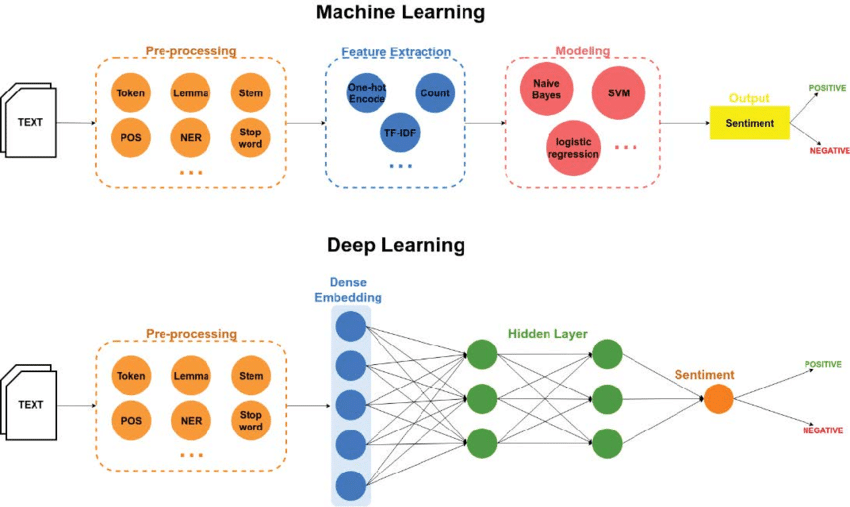 Machine Learning
Pre-processing
Feature Extraction
Modeling
TEXT
Token
Lemma
Stem
POS
NER
Stop
word
...
One-hot
Encode
Count
TF-IDF
...
Naive
Bayes
SVM
logistic
regression
...
Output
Sentiment
POSITIVE
NEGATIVE
Deep Learning
Pre-processing
TEXT
Token
Lemma
Stem
POS
NER
Stop
word
...
Dense
Embedding
Hidden Layer
Sentiment
POSITIVE
NEGATIVE